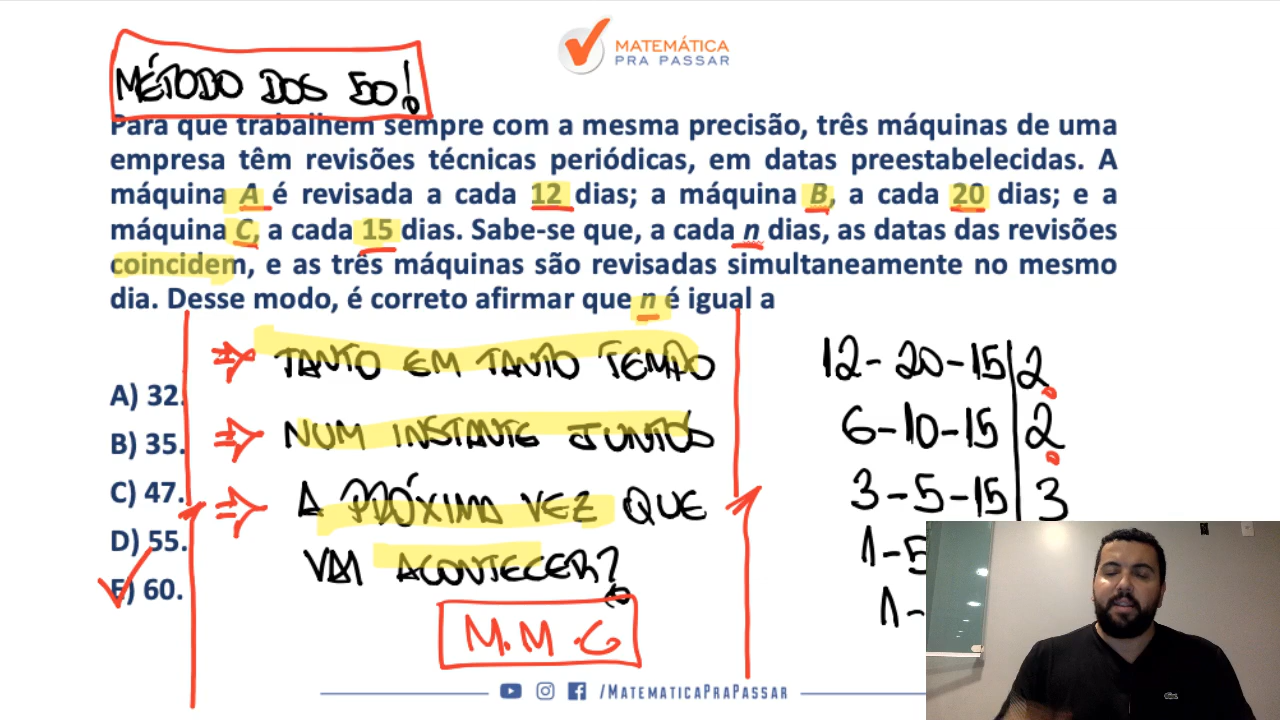 MATEMÁTICA
PRA PASSAR
MÉTODO DOS 50!
Para que trabalhem sempre com a mesma precisão, três máquinas de uma
empresa têm revisões técnicas periódicas, em datas preestabelecidas. A
máquina A é revisada a cada 12 dias; a máquina B, a cada 20 dias; e a
máquina C, a cada 15 dias. Sabe-se que, a cada n dias, as datas das revisões
coincidem, e as três máquinas são revisadas simultaneamente no mesmo
dia. Desse modo, é correto afirmar que n é igual a
A) 32.
B) 35.
C) 47.
D) 55.
E) 60.
⇒ TANTO EM TANTO TEMPO
⇒ NUM INSTANTE JUNTOS
⇒ A PRÓXIMA VEZ QUE
VAI ACONTECER?
M.M.C
12-20-15|2
6-10-15|2
3-5-15|3
1-5
1-
/MATEMATICAPRAPASSAR